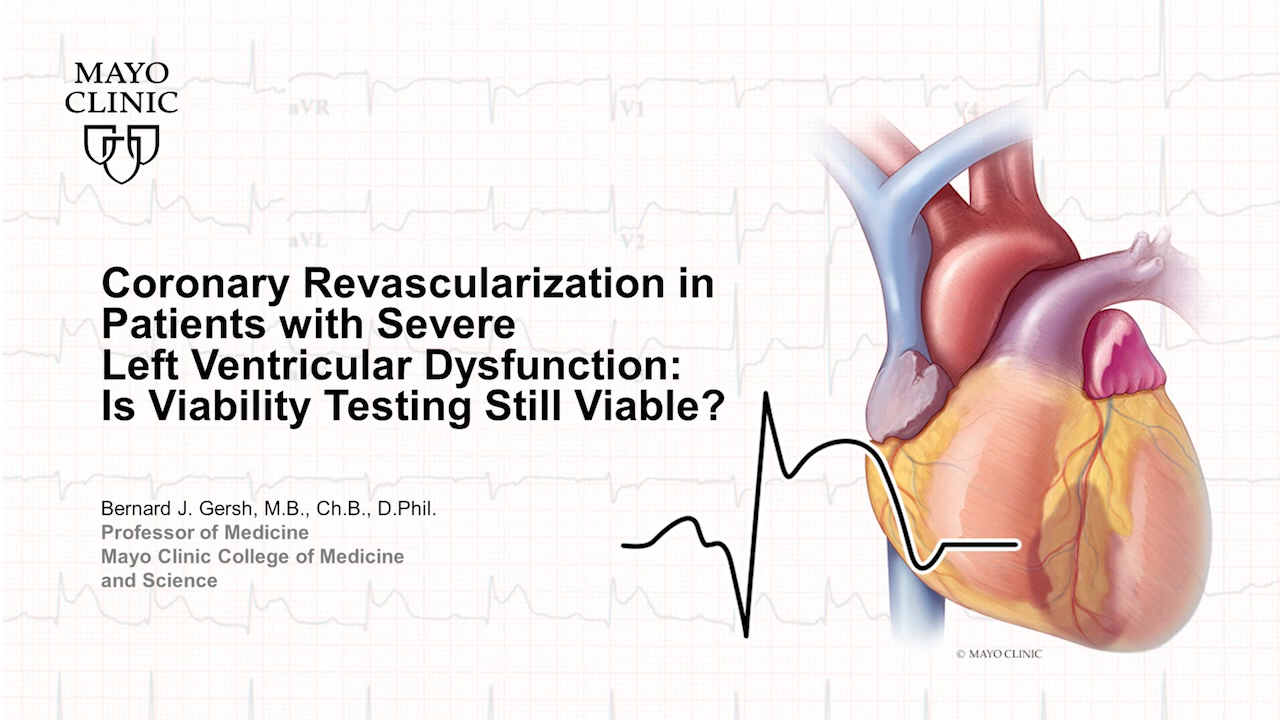 MAYO
CLINIC
aVR
V1
V4
aVL
V2
Coronary Revascularization in
Patients with Severe
Left Ventricular Dysfunction:
Is Viability Testing Still Viable?
Bernard J. Gersh, M.B., Ch.B., D.Phil.
Professor of Medicine
Mayo Clinic College of Medicine
and Science
© MAYO CLINIC